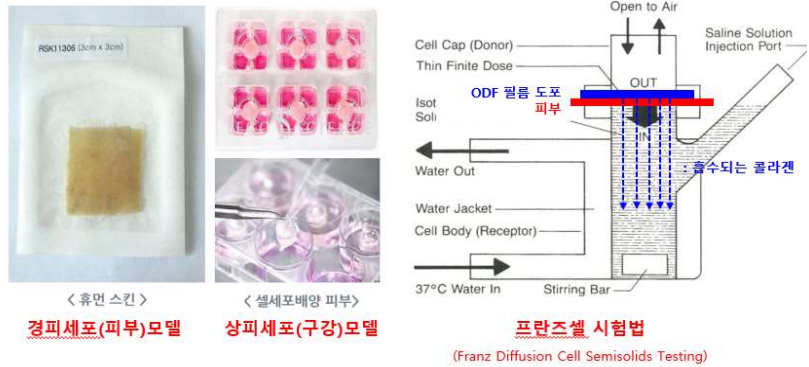 RSK11306 (3cm x 3cm)
< 휴먼 스킨 >
경피세포(피부)모델
< 셀세포배양 피부>
상피세포(구강)모델
Open to Air
Cell Cap (Donor)
Saline Solution
Injection Port
Thin Finite Dose
OUT
ODF 필름 도포
피부
IN
: 흡수되는 콜라겐
Water Out
Water Jacket
Cell Body (Receptor)
37°C Water In
Stirring Bar
프란즈셀 시험법
(Franz Diffusion Cell Semisolids Testing)